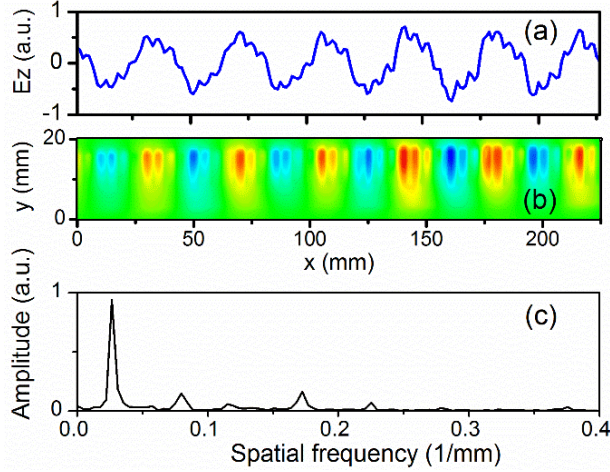 Ez (a.u.)
1
0
-1
(a)
y (mm)
20
0
(b)
0
50
100
150
200
x (mm)
Amplitude (a.u.)
1
0
(c)
0.0
0.1
0.2
0.3
0.4
Spatial frequency (1/mm)